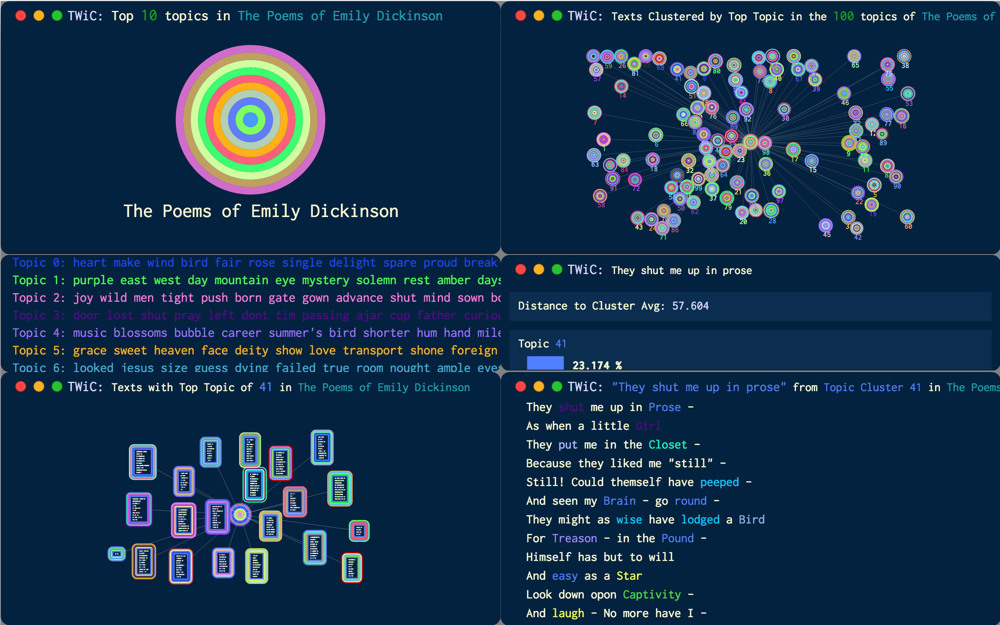 TWiC: Top 10 topics in The Poems of Emily Dickinson
The Poems of Emily Dickinson
TWiC: Texts Clustered by Top Topic in the 100 topics of The Poems of
59
26
81
88
68
57
41
0
80
74
40
61
39
65
75
38
55
14
51
44
8
46
53
7
66
76
69
92
30
95
77
16
1
6
89
63
84
18
32
23
98
17
36
15
9
11
91
72
64
99
37
21
97
90
5
22
19
58
56
50
62
79
43
24
71
86
20
28
45
3
42
60
Topic 0: heart make wind bird fair rose single delight spare proud break
Topic 1: purple east west day mountain eye mystery solemn rest amber days
Topic 2: joy wild men tight push born gate gown advance shut mind sown bo
Topic 3: door lost shut pray left dont tim passing ajar cup father curiou
Topic 4: music blossoms bubble career summer's bird shorter hum hand mile
Topic 5: grace sweet heaven face deity show love transport shone foreign
Topic 6: looked jesus size guess dying failed true room nought ample eyes
TWiC: They shut me up in prose
Distance to Cluster Avg: 57.604
Topic 41
23.174 %
TWiC: Texts with Top Topic of 41 in The Poems of Emily Dickinson
TWiC: "They shut me up in prose" from Topic Cluster 41 in The Poems
They shut me up in Prose –
As when a little Girl
They put me in the Closet –
Because they liked me "still" –
Still! Could themself have peeped –
And seen my Brain – go round –
They might as wise have lodged a Bird
For Treason – in the Pound –
Himself has but to will
And easy as a Star
Look down opon Captivity –
And laugh – No more have I –